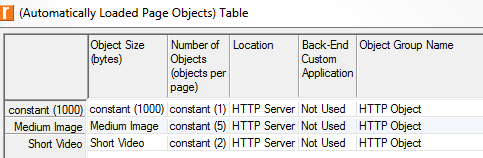 (Automatically Loaded Page Objects) Table
Object Size (bytes) Number of Objects (objects per page) Location Back-End Custom Application Object Group Name
constant (1000) constant (1000) constant (1) HTTP Server Not Used HTTP Object
Medium Image Medium Image constant (5) HTTP Server Not Used HTTP Object
Short Video Short Video constant (2) HTTP Server Not Used HTTP Object